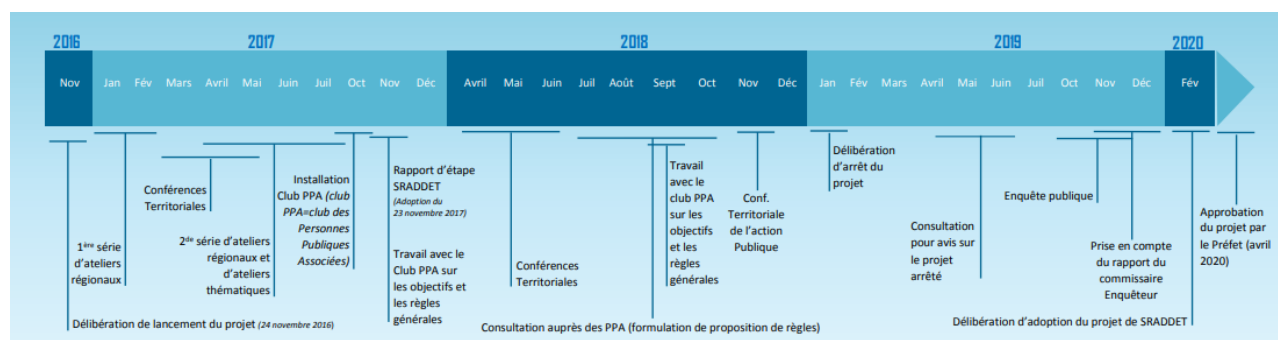 2016 2017 2018 2019 2020
Nov Jan Fév Mars Avril Mai Juin Juil Oct Nov Déc Avril Mai Juin Juil Août Sept Oct Nov Déc Jan Fév Mars Avril Mai Juin Juil Oct Nov Déc Fév
Délibération de lancement du projet (24 novembre 2016)
1ère série
d'ateliers
régionaux
Conférences
Territoriales
2de série d'ateliers
régionaux et
d'ateliers
thématiques
Installation
Club PPA (club
PPA=club des
Personnes
Publiques
Associées)
Rapport d'étape
SRADDET
(Adoption du
23 novembre 2017)
Travail avec le
Club PPA sur
les objectifs et
les règles
générales
Conférences
Territoriales
Consultation auprès des PPA (formulation de proposition de règles)
Travail
avec le
club PPA
sur les
objectifs
et les
règles
générales
Conf.
Territoriale
de l'action
Publique
Délibération
d'arrêt du
projet
Consultation
pour avis sur
le projet
arrêté
Enquête publique
Prise en compte
du rapport du
commissaire
Enquêteur
Délibération d'adoption du projet de SRADDET
Approbation
du projet par
le Préfet (avril
2020)